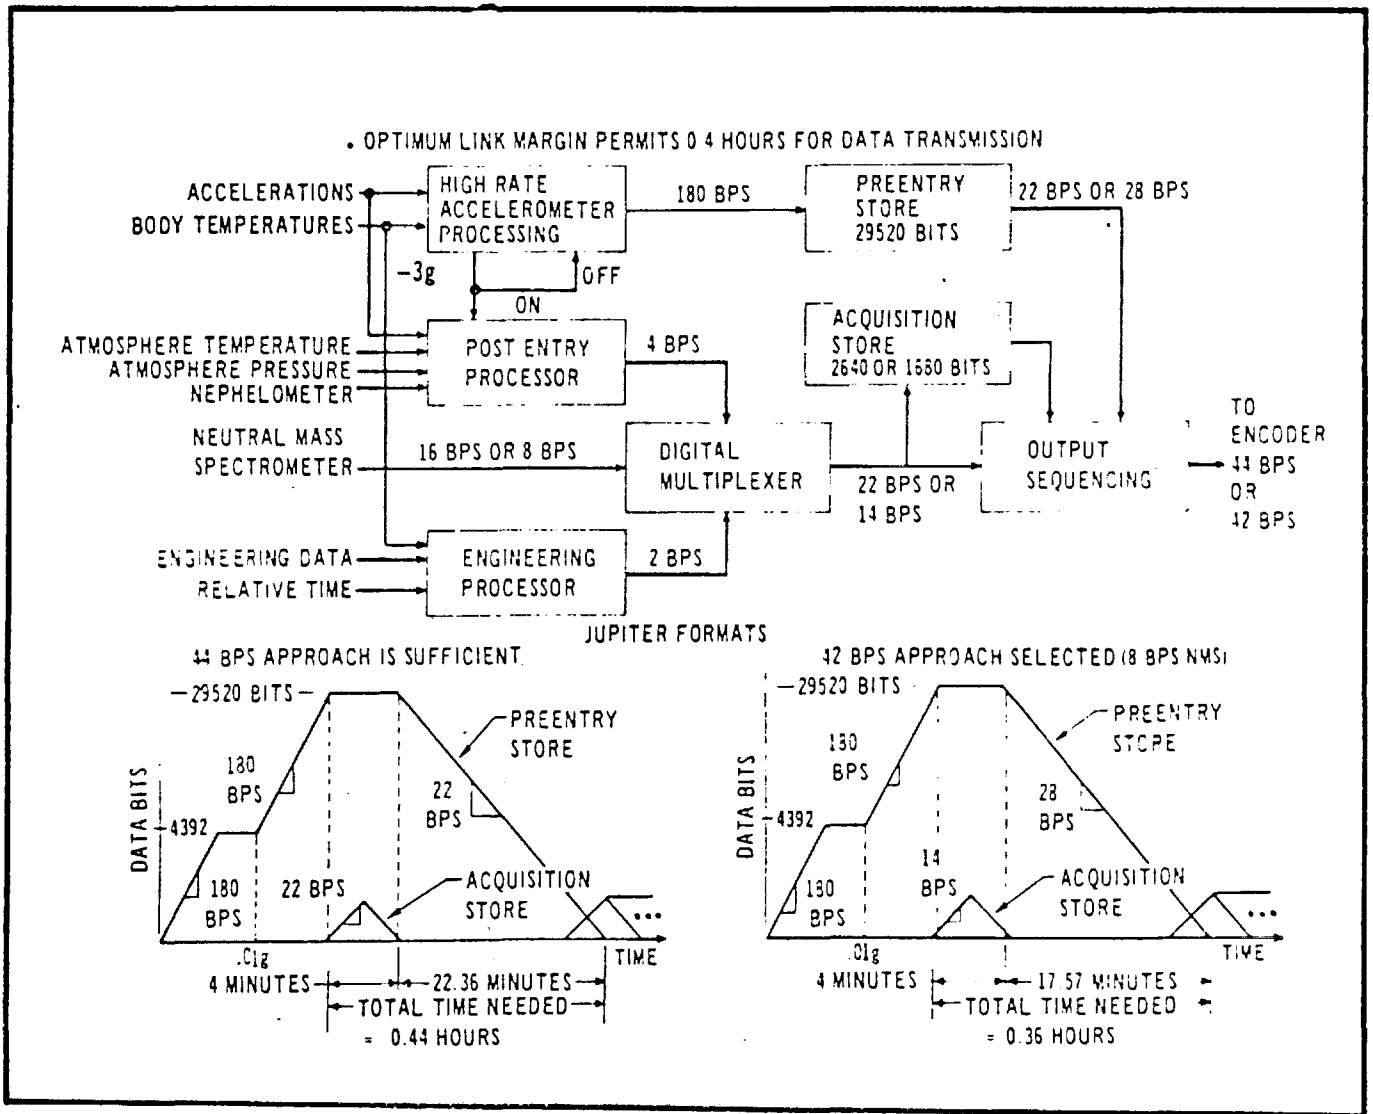 • OPTIMUM LINK MARGIN PERMITS 0 4 HOURS FOR DATA TRANSMISSION
ACCELERATIONS
BODY TEMPERATURES
HIGH RATE
ACCELEROMETER
PROCESSING
180 BPS
PREENTRY
STORE
29520 BITS
22 BPS OR 28 BPS
-3g
OFF
ON
ATMOSPHERE TEMPERATURE
ATMOSPHERE PRESSURE
NEPHELOMETER
POST ENTRY
PROCESSOR
4 BPS
ACQUISITION
STORE
2640 OR 1680 BITS
NEUTRAL MASS
SPECTROMETER
16 BPS OR 8 BPS
DIGITAL
MULTIPLEXER
22 BPS OR
14 BPS
OUTPUT
SEQUENCING
TO
ENCODER
44 BPS
OR
42 BPS
ENGINEERING DATA
RELATIVE TIME
ENGINEERING
PROCESSOR
2 BPS
JUPITER FORMATS
44 BPS APPROACH IS SUFFICIENT
—29520 BITS—
PREENTRY
STORE
180
BPS
22
BPS
DATA BITS
4392
180
BPS
22 BPS
ACQUISITION
STORE
...
.01g
TIME
4 MINUTES
22.36 MINUTES
TOTAL TIME NEEDED
= 0.44 HOURS
42 BPS APPROACH SELECTED (8 BPS NMS)
—29520 BITS
PREENTRY
STORE
180
BPS
28
BPS
DATA BITS
4392
180
BPS
14
BPS
ACQUISITION
STORE
...
.01g
TIME
4 MINUTES
17.57 MINUTES
TOTAL TIME NEEDED
= 0.36 HOURS